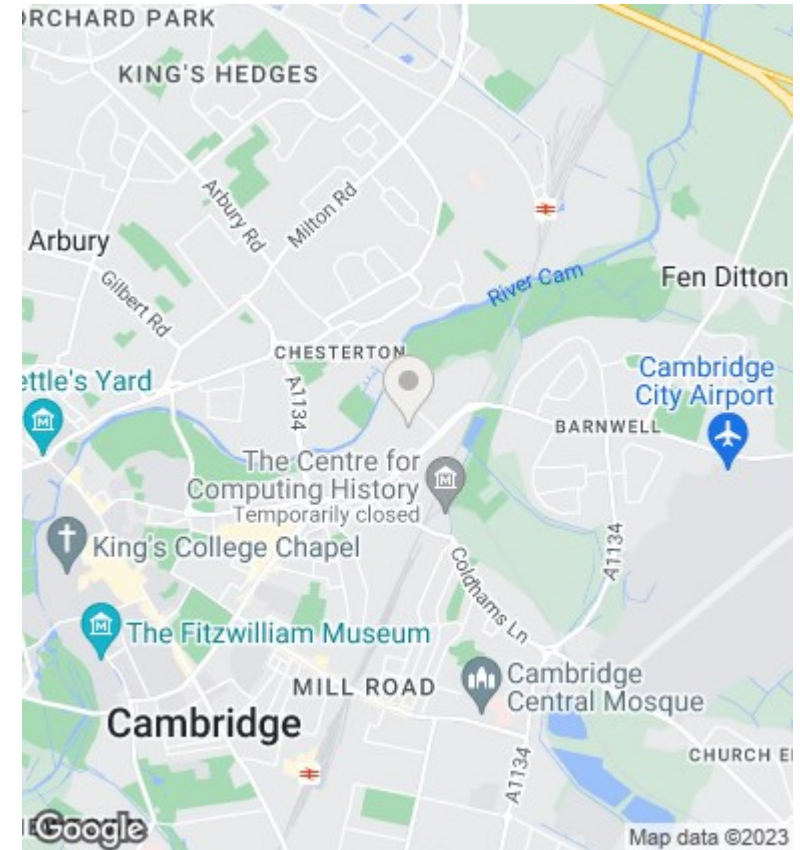 ORCHARD PARK
KING'S HEDGES
Arbury Rd
Milton Rd
Arbury
Gilbert Rd
River Cam
Fen Ditton
CHESTERTON
ettle's Yard
A1134
Cambridge
City Airport
BARNWELL
The Centre for
Computing History
Temporarily closed
King's College Chapel
A1134
Coldhams Ln
The Fitzwilliam Museum
MILL ROAD
Cambridge
Central Mosque
Cambridge
CHURCH E
A1134
Google
Map data ©2023